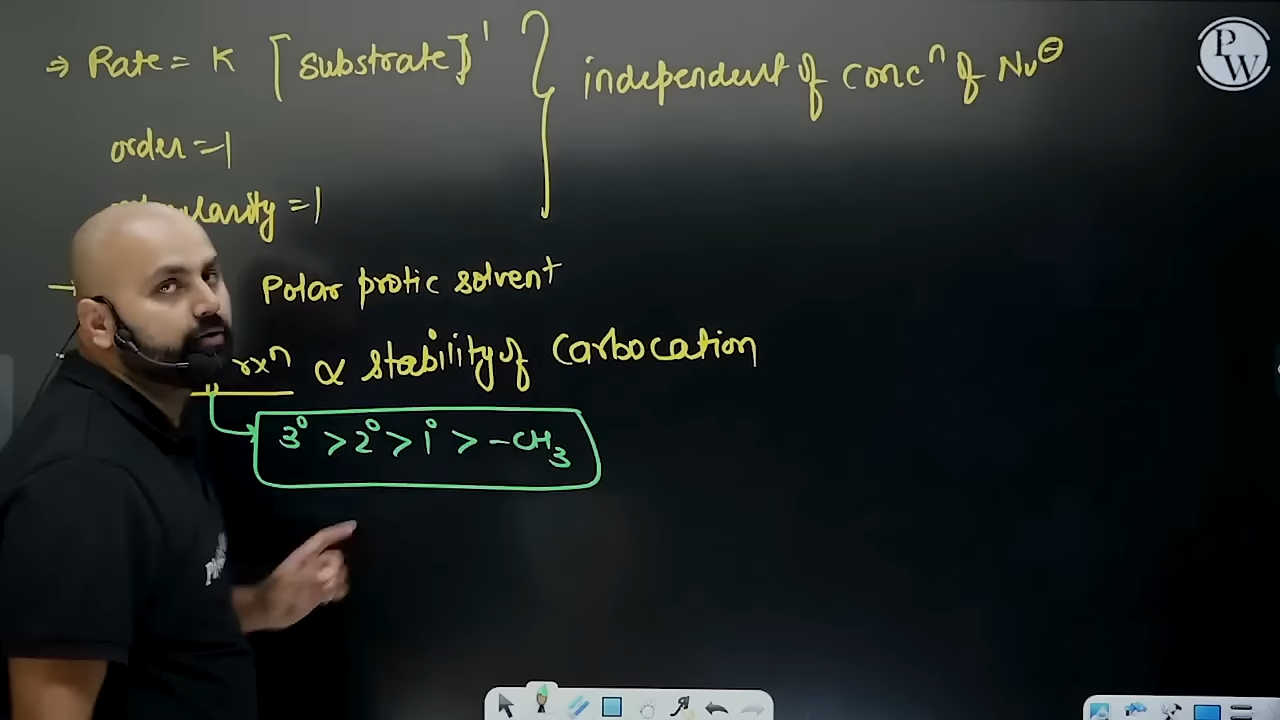 ⇒ Rate = K [Substrate]¹ } independent of concⁿ of Nu⊖
order = 1
= 1
→ Polar protic solvent
rxⁿ ∝ stability of Carbocation
3° > 2° > 1° > -CH₃
PW